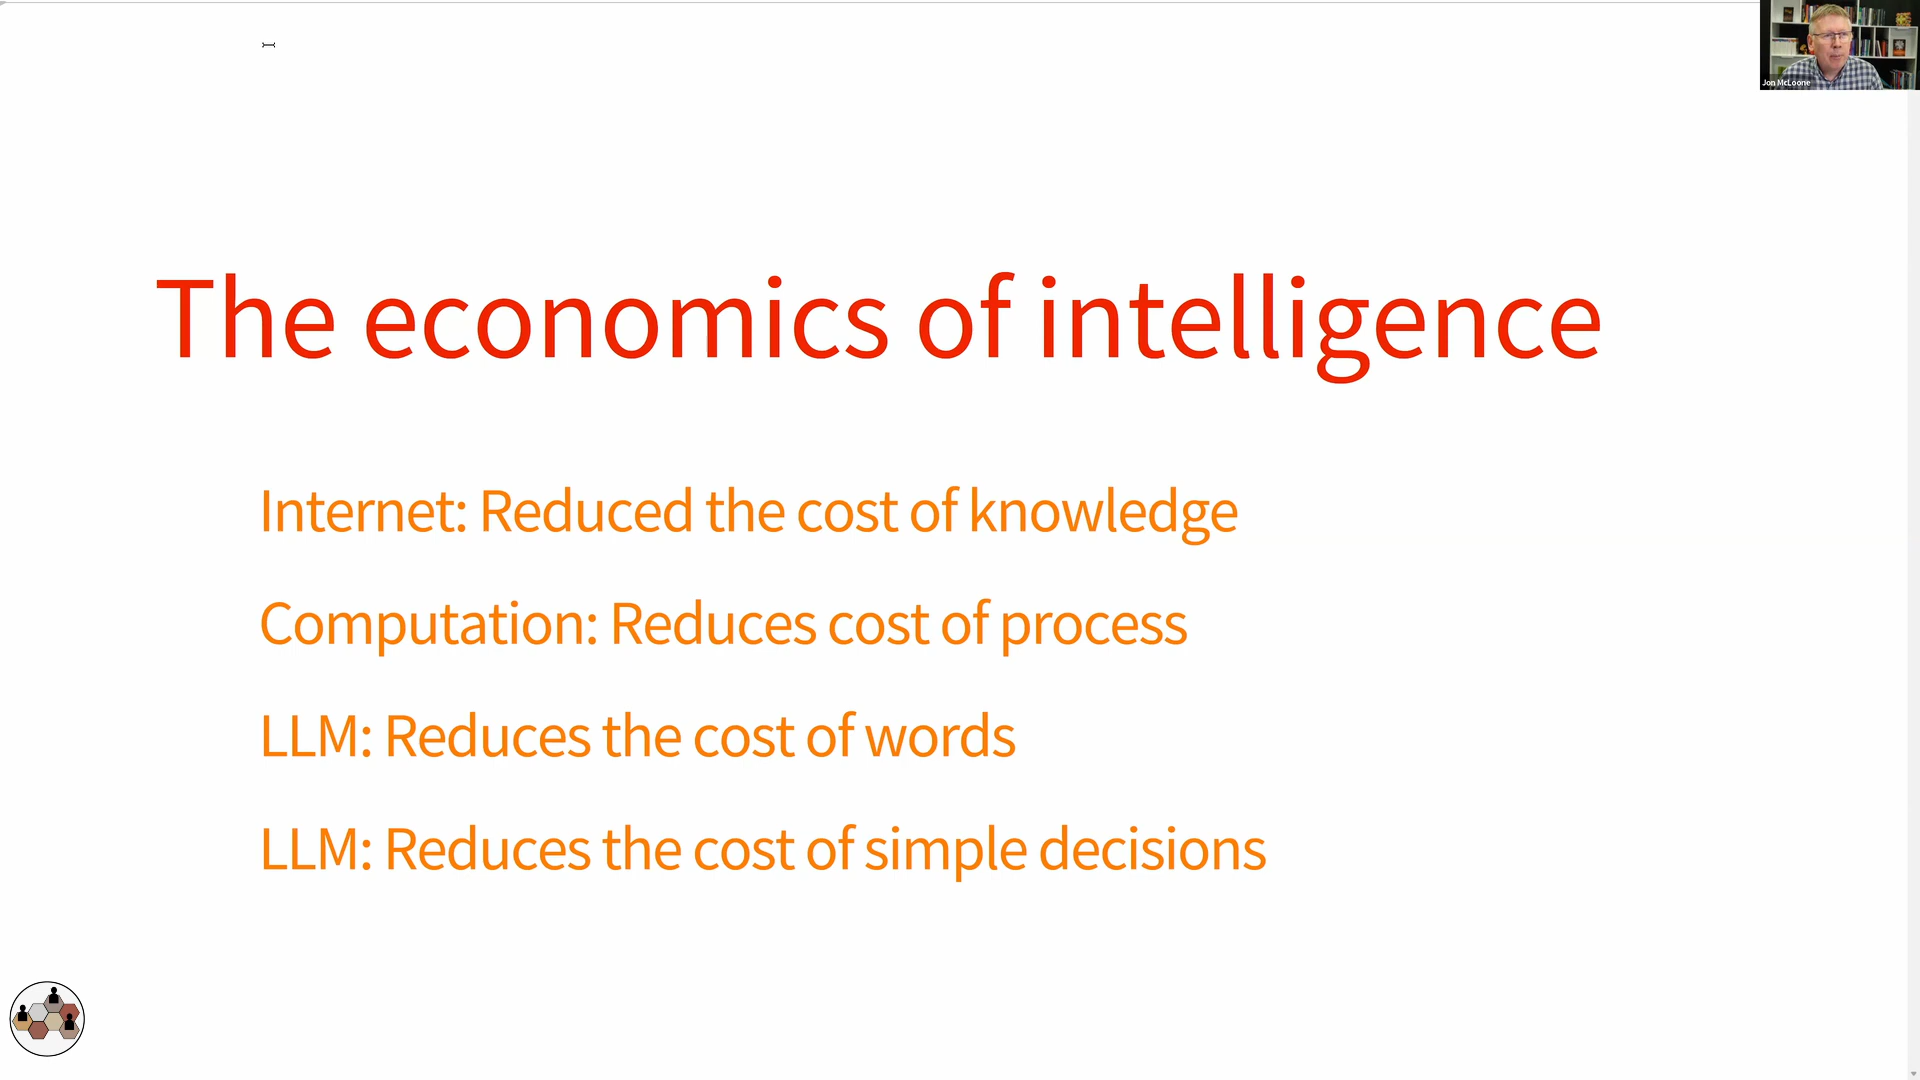 Jon McLoone
The economics of intelligence
Internet: Reduced the cost of knowledge
Computation: Reduces cost of process
LLM: Reduces the cost of words
LLM: Reduces the cost of simple decisions